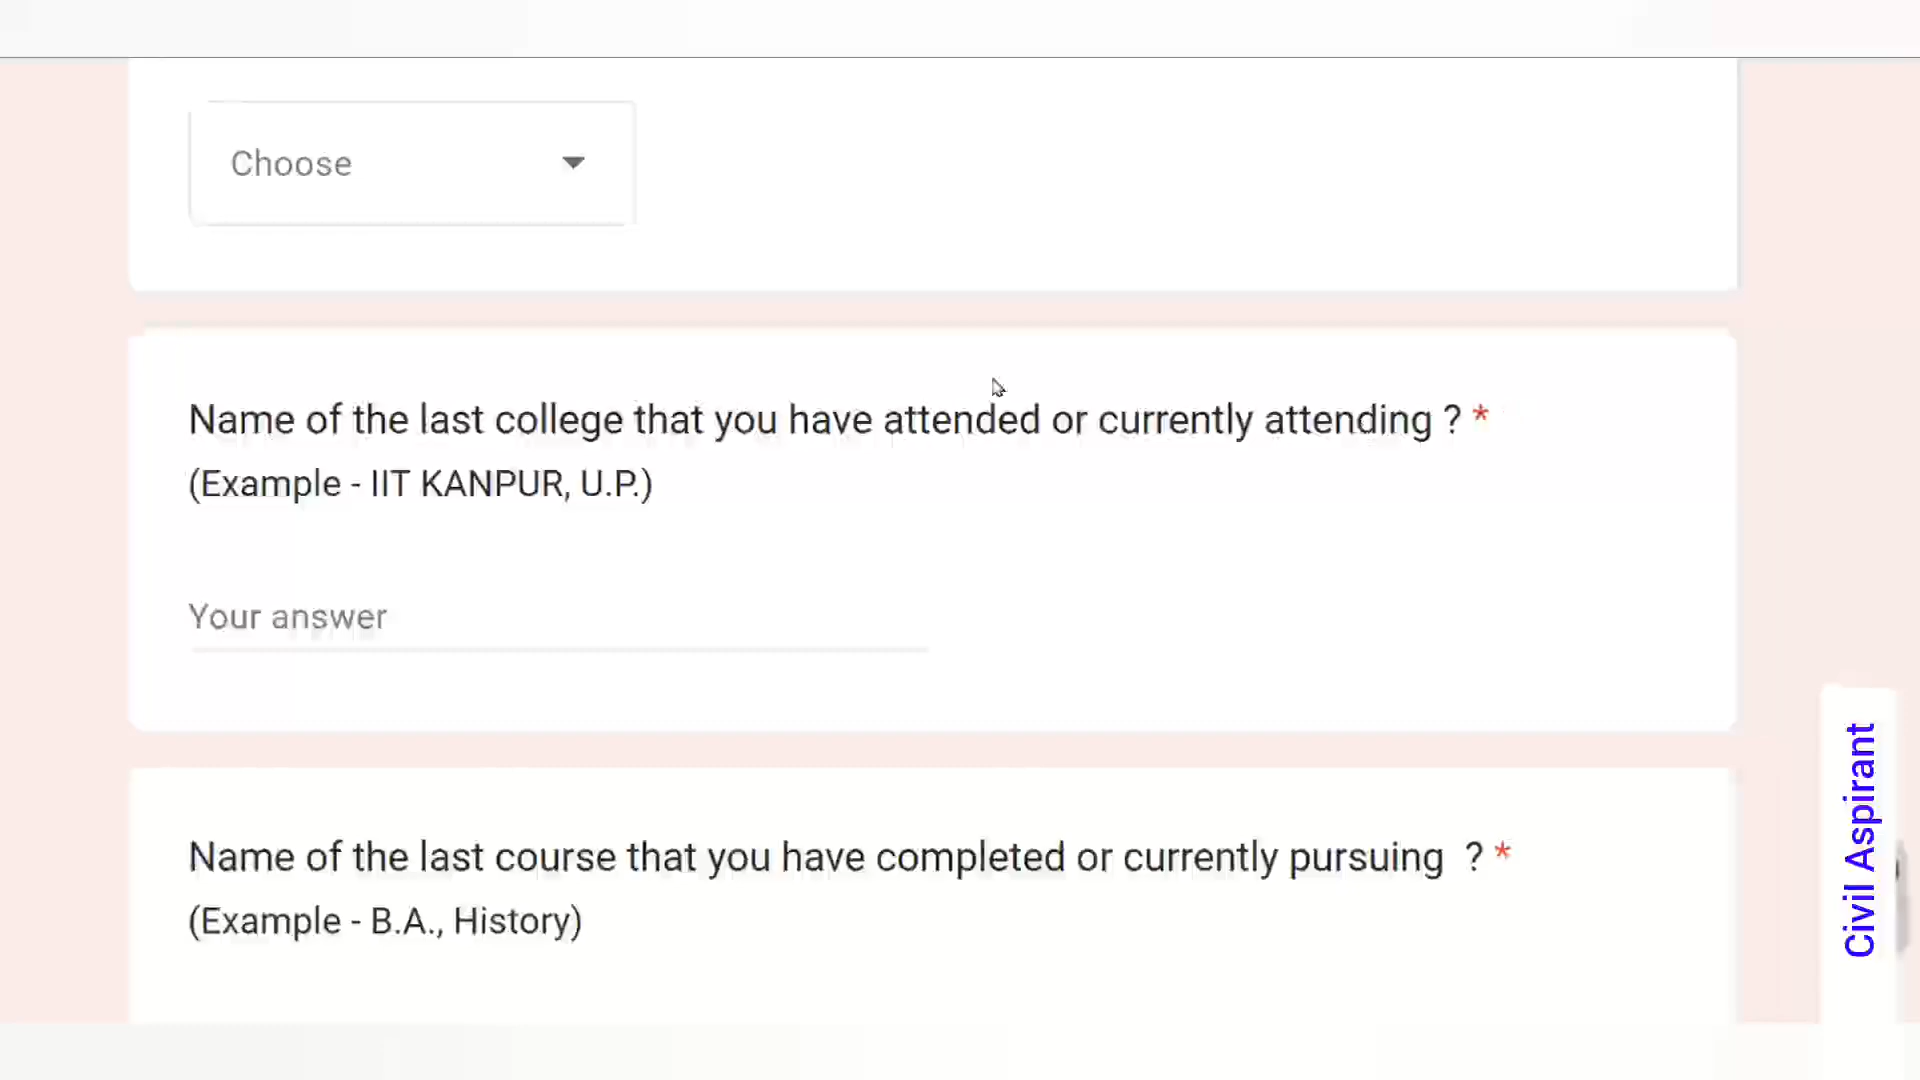 Choose
Name of the last college that you have attended or currently attending ? *
(Example - IIT KANPUR, U.P.)
Your answer
Name of the last course that you have completed or currently pursuing  ? *
(Example - B.A., History)
Civil Aspirant